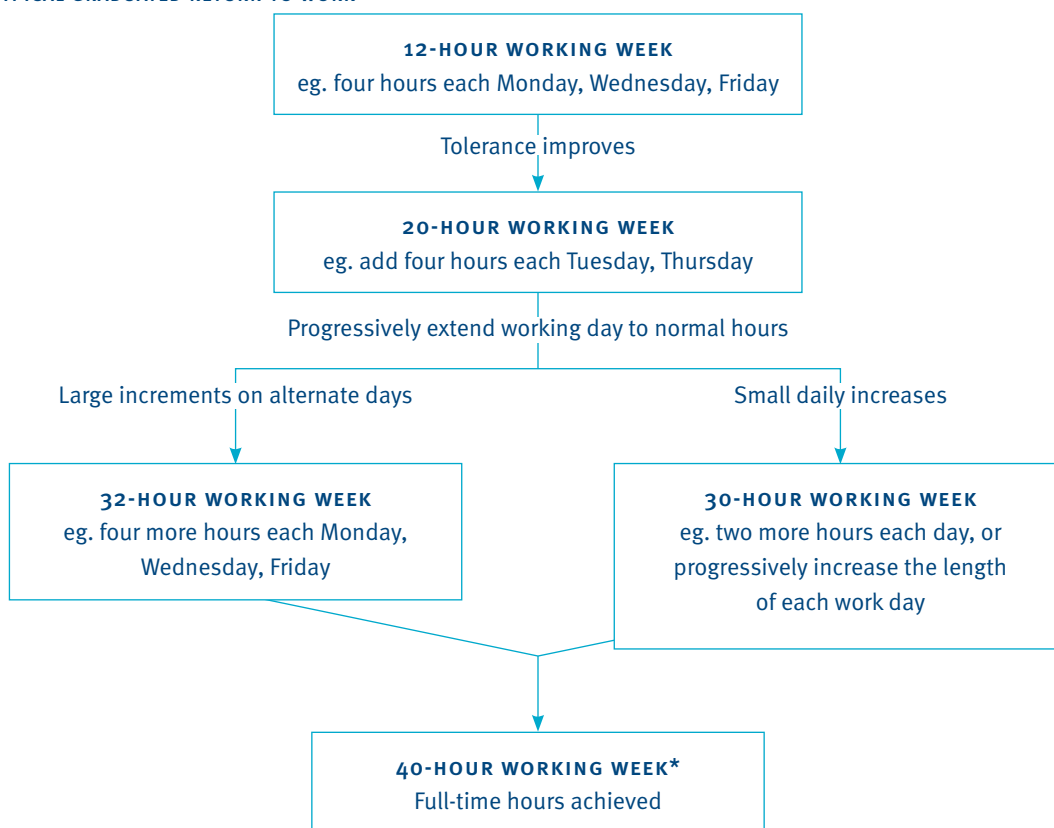 12-HOUR WORKING WEEK
eg. four hours each Monday, Wednesday, Friday
Tolerance improves
20-HOUR WORKING WEEK
eg. add four hours each Tuesday, Thursday
Progressively extend working day to normal hours
Large increments on alternate days
Small daily increases
32-HOUR WORKING WEEK
eg. four more hours each Monday,
Wednesday, Friday
30-HOUR WORKING WEEK
eg. two more hours each day, or
progressively increase the length
of each work day
40-HOUR WORKING WEEK*
Full-time hours achieved